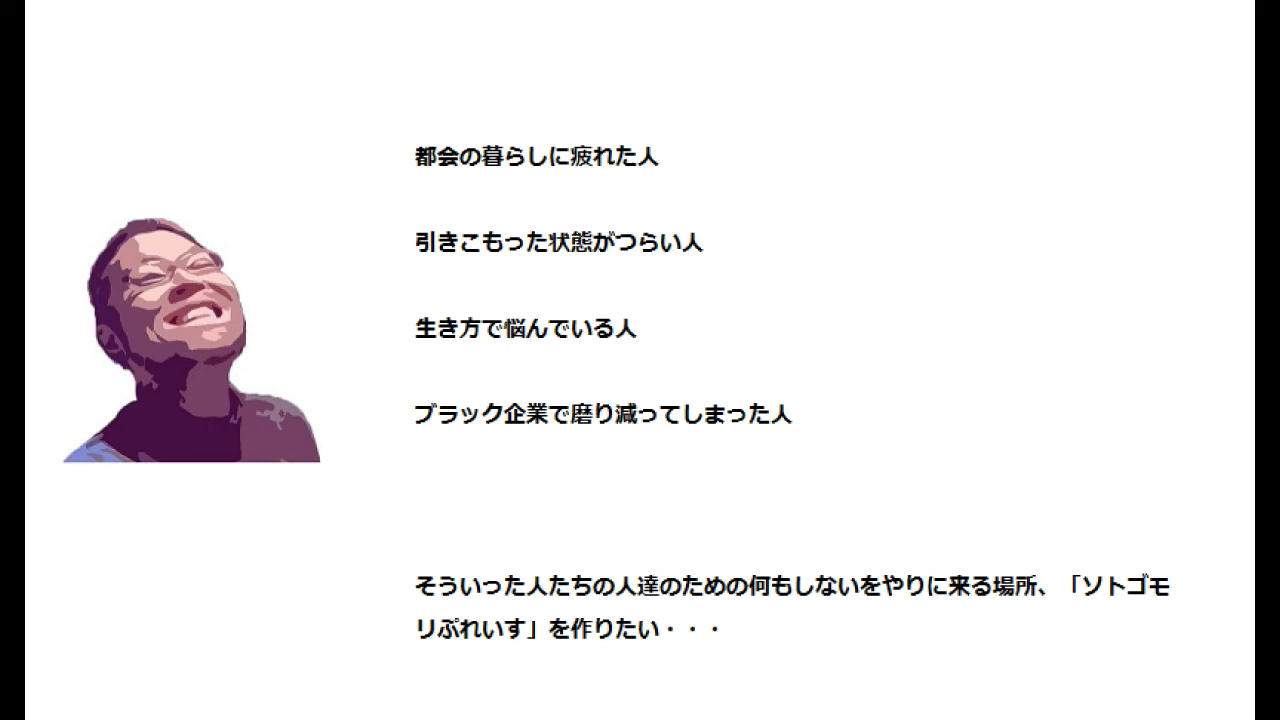 都会の暮らしに疲れた人
引きこもった状態がつらい人
生き方で悩んでいる人
ブラック企業で磨り減ってしまった人
そういった人たちの人達のための何もしないをやりに来る場所、「ソトゴモ
リぷれいす」を作りたい・・・